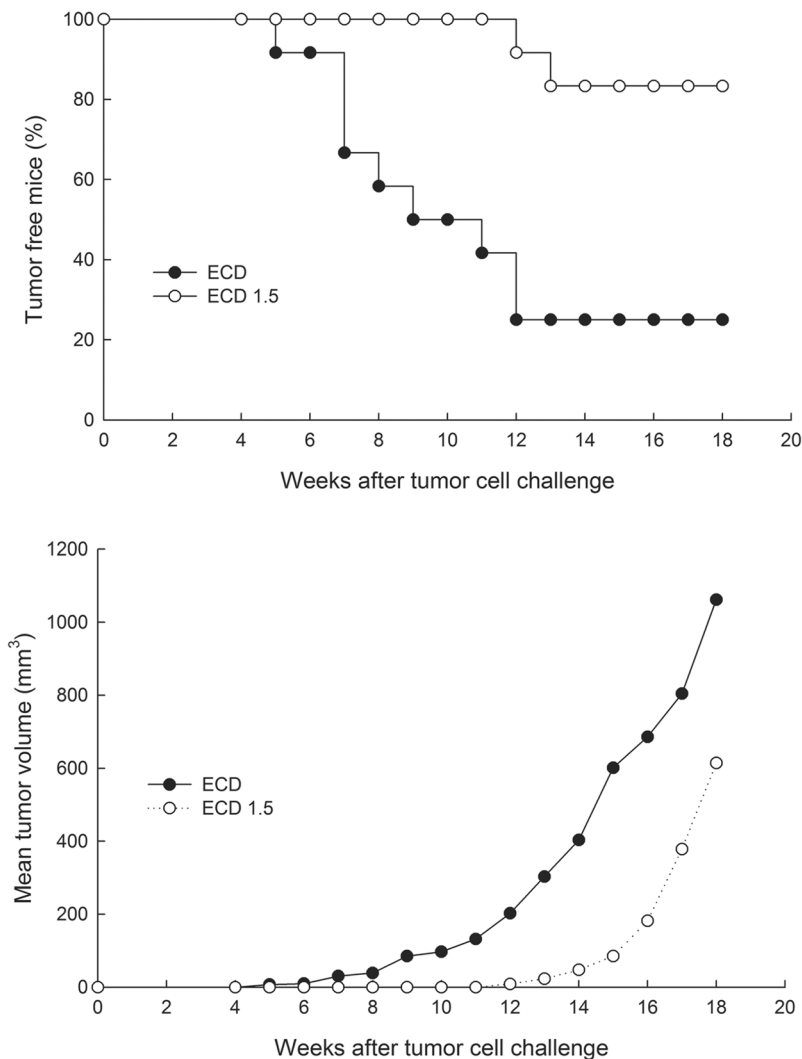 100
80
60
40
20
0
Tumor free mice (%)
ECD
ECD 1.5
0 2 4 6 8 10 12 14 16 18 20
Weeks after tumor cell challenge
1200
1000
800
600
400
200
0
Mean tumor volume (mm³)
ECD
ECD 1.5
0 2 4 6 8 10 12 14 16 18 20
Weeks after tumor cell challenge